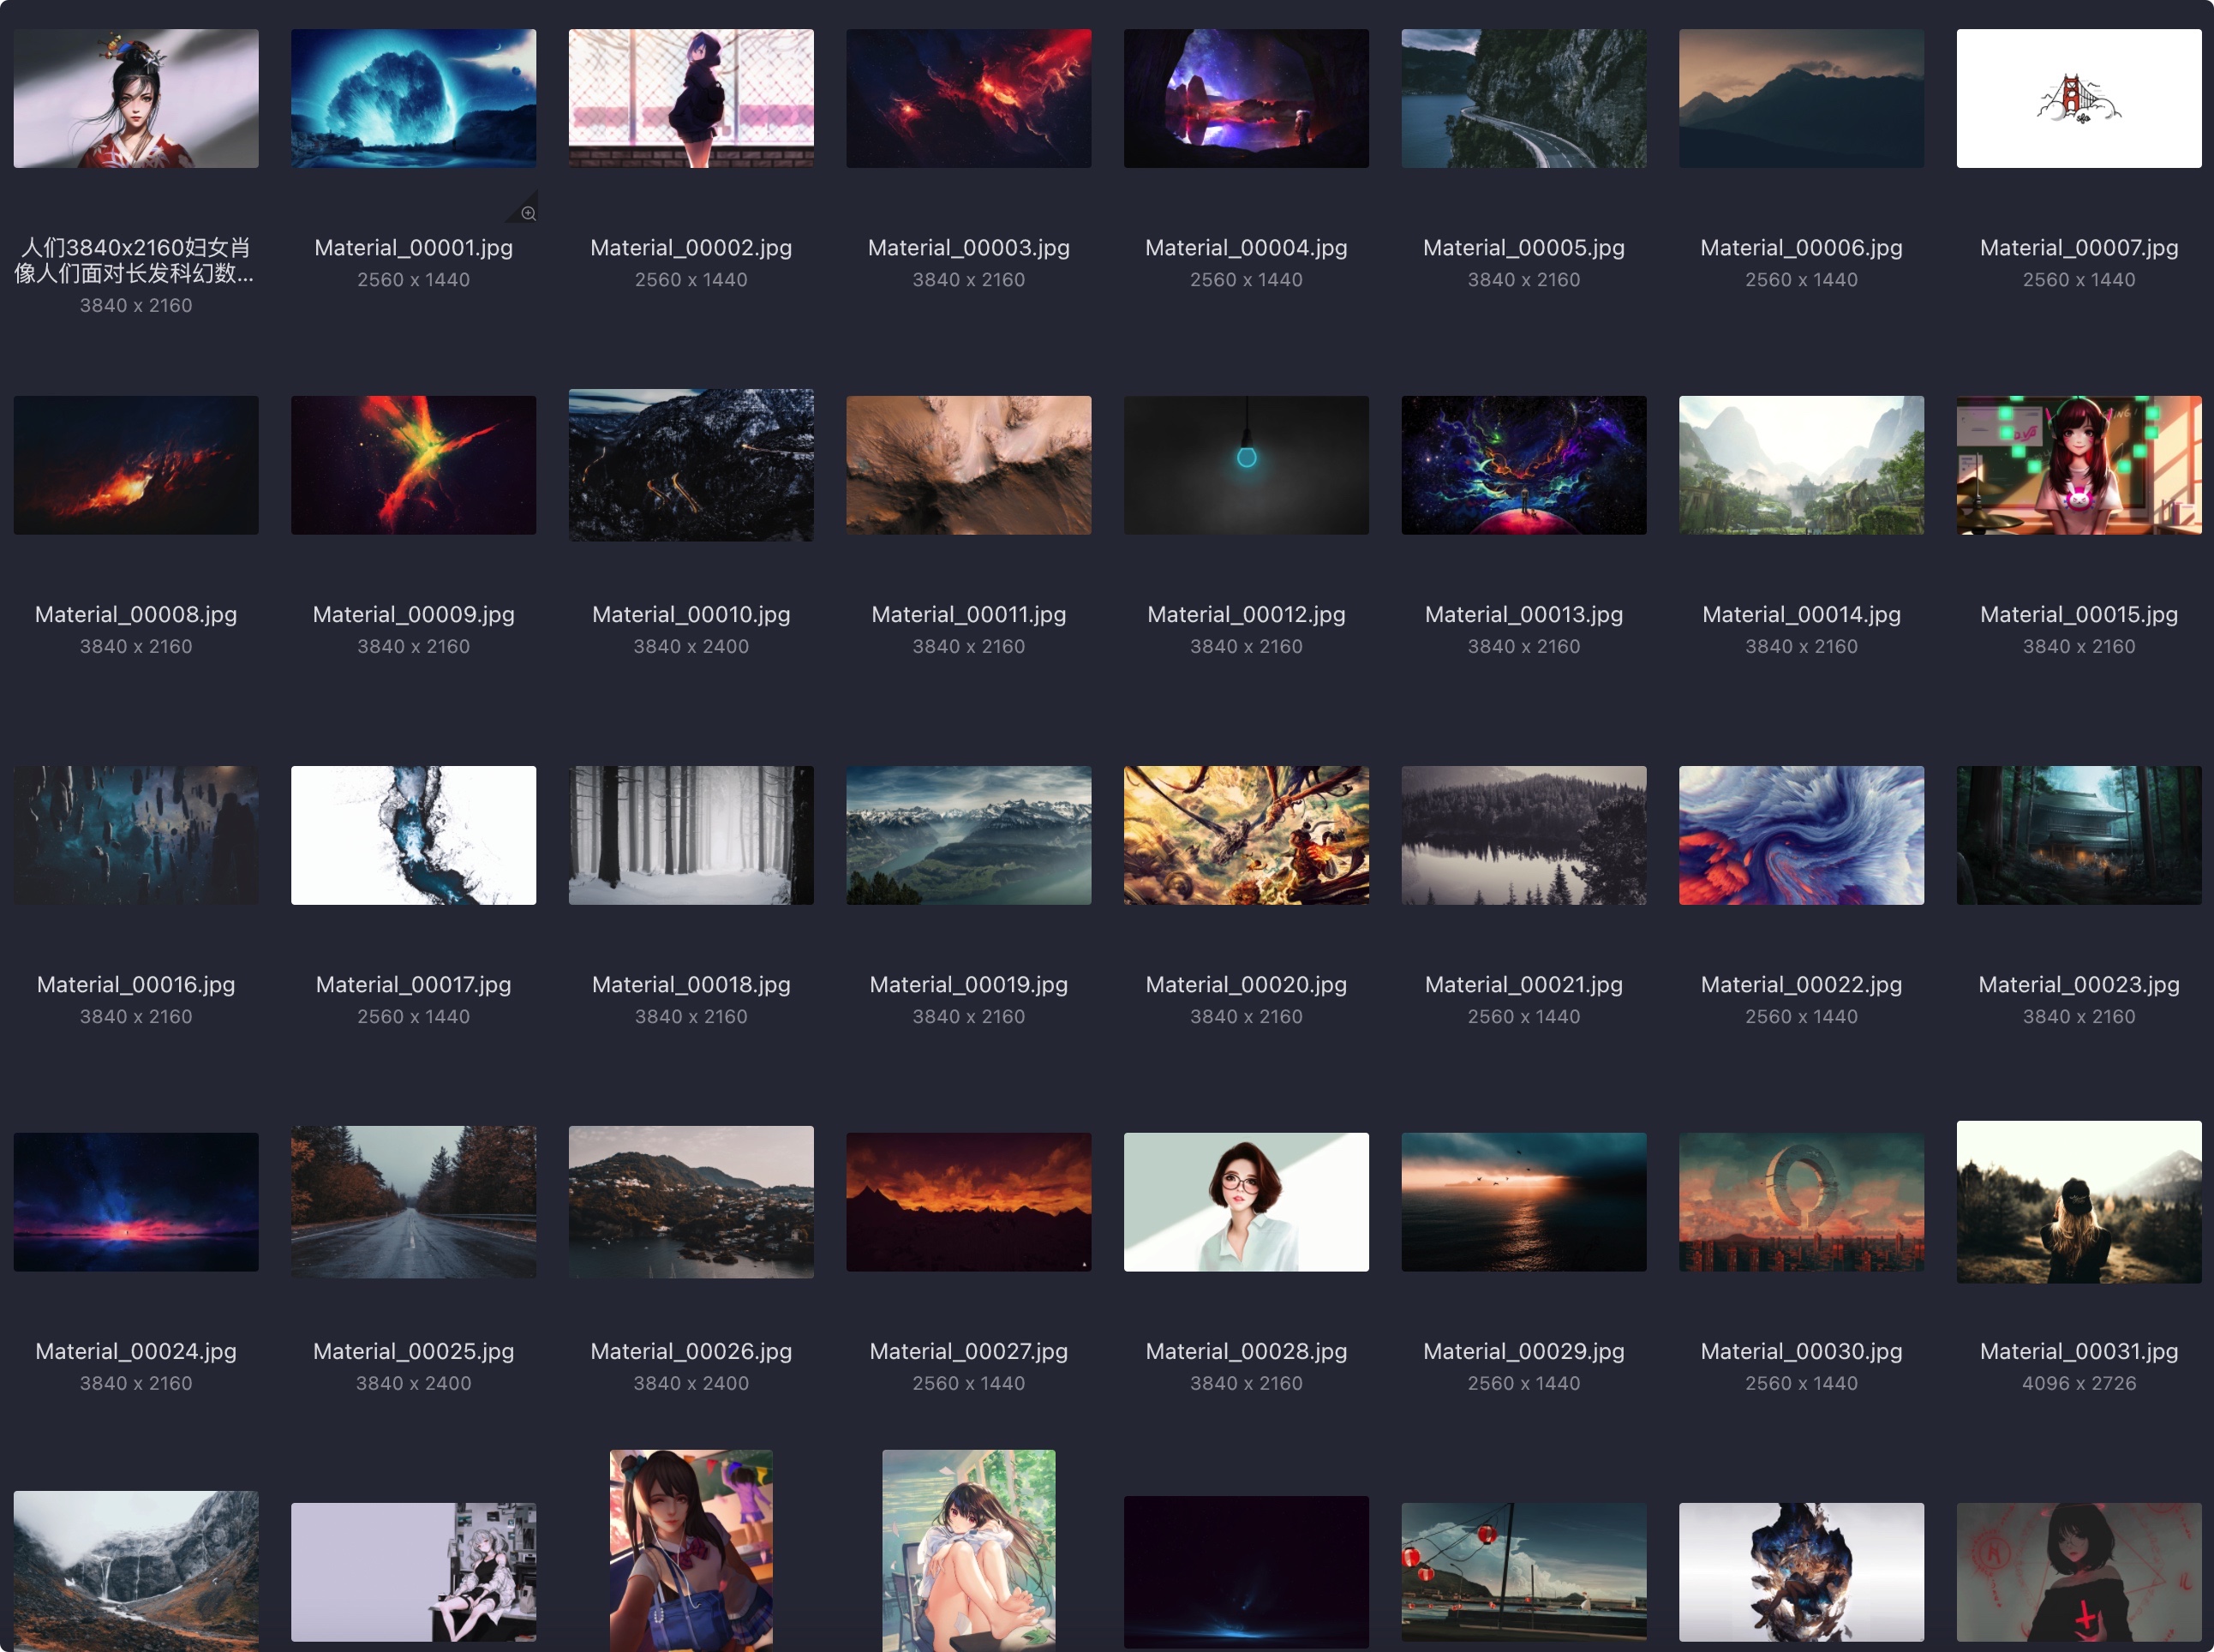 人们3840x2160妇女肖
像人们面对长发科幻数...
3840 x 2160
Material_00001.jpg
2560 x 1440
Material_00002.jpg
2560 x 1440
Material_00003.jpg
3840 x 2160
Material_00004.jpg
2560 x 1440
Material_00005.jpg
3840 x 2160
Material_00006.jpg
2560 x 1440
Material_00007.jpg
2560 x 1440
Material_00008.jpg
3840 x 2160
Material_00009.jpg
3840 x 2160
Material_00010.jpg
3840 x 2400
Material_00011.jpg
3840 x 2160
Material_00012.jpg
3840 x 2160
Material_00013.jpg
3840 x 2160
Material_00014.jpg
3840 x 2160
Material_00015.jpg
3840 x 2160
Material_00016.jpg
3840 x 2160
Material_00017.jpg
2560 x 1440
Material_00018.jpg
3840 x 2160
Material_00019.jpg
3840 x 2160
Material_00020.jpg
3840 x 2160
Material_00021.jpg
2560 x 1440
Material_00022.jpg
2560 x 1440
Material_00023.jpg
3840 x 2160
Material_00024.jpg
3840 x 2160
Material_00025.jpg
3840 x 2400
Material_00026.jpg
3840 x 2400
Material_00027.jpg
2560 x 1440
Material_00028.jpg
3840 x 2160
Material_00029.jpg
2560 x 1440
Material_00030.jpg
2560 x 1440
Material_00031.jpg
4096 x 2726